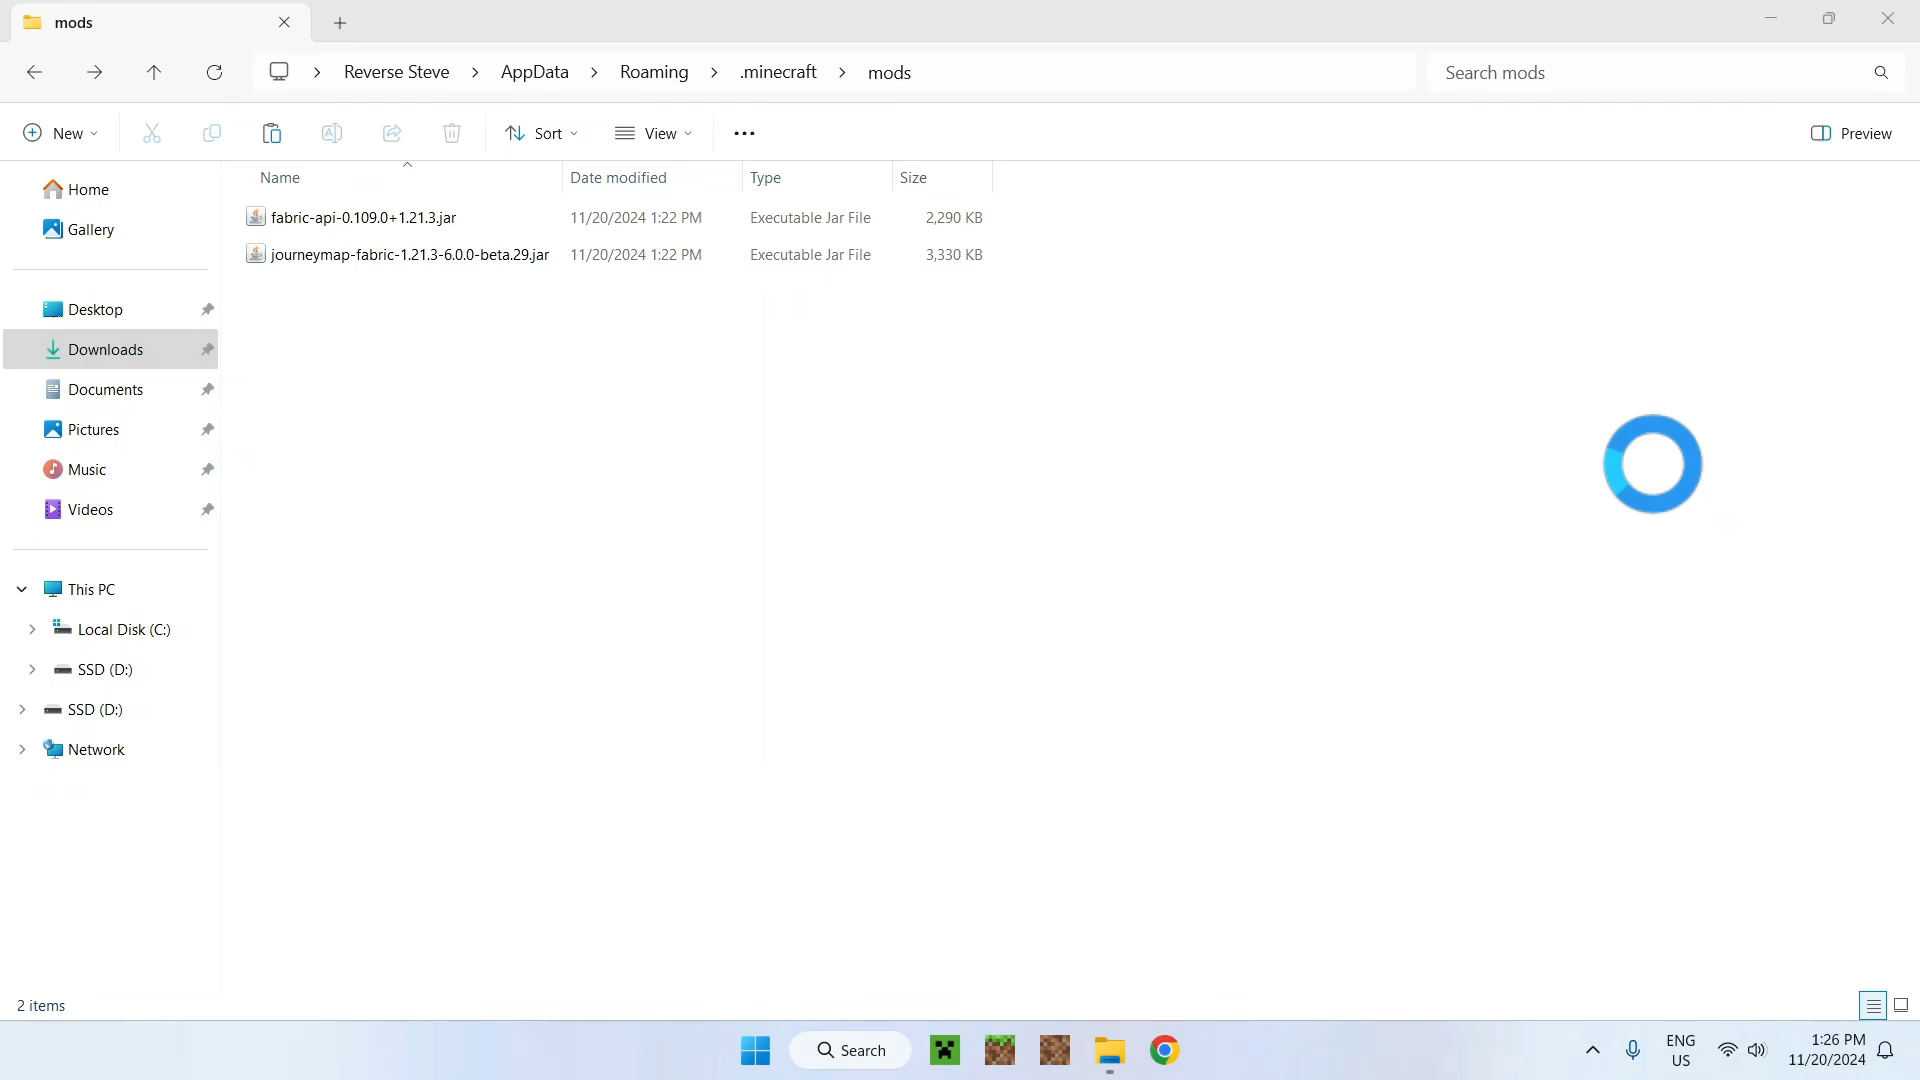 mods
Reverse Steve
AppData
Roaming
.minecraft
mods
Search mods
New
Sort
View
Preview
Name
Date modified
Type
Size
fabric-api-0.109.0+1.21.3.jar
11/20/2024 1:22 PM
Executable Jar File
2,290 KB
journeymap-fabric-1.21.3-6.0.0-beta.29.jar
11/20/2024 1:22 PM
Executable Jar File
3,330 KB
Home
Gallery
Desktop
Downloads
Documents
Pictures
Music
Videos
This PC
Local Disk (C:)
SSD (D:)
SSD (D:)
Network
2 items
Search
ENG
US
1:26 PM
11/20/2024